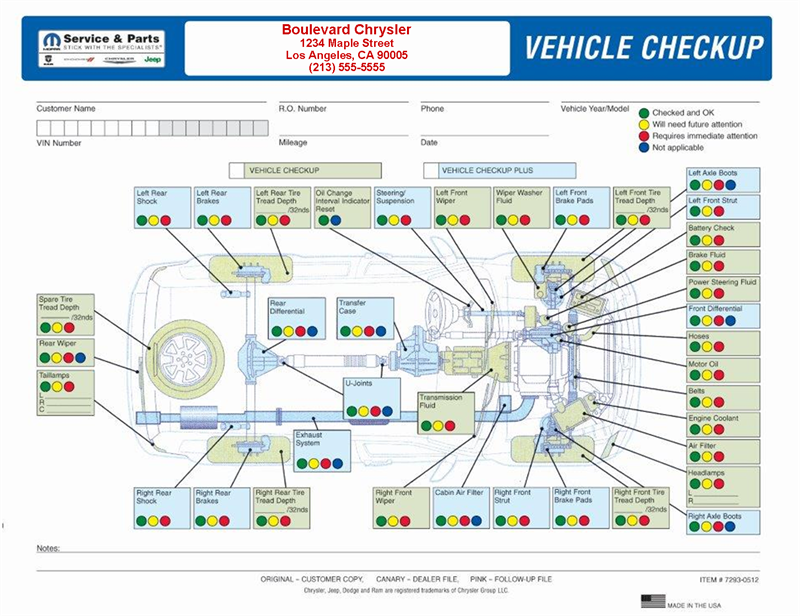 MOPAR
Service & Parts
STICK WITH THE SPECIALISTS®
RAM
CHRYSLER
Jeep
Boulevard Chrysler
1234 Maple Street
Los Angeles, CA 90005
(213) 555-5555
VEHICLE CHECKUP
Customer Name
R.O. Number
Phone
Vehicle Year/Model
VIN Number
Mileage
Date
Checked and OK
Will need future attention
Requires immediate attention
Not applicable
VEHICLE CHECKUP
VEHICLE CHECKUP PLUS
Left Rear
Shock
Left Rear
Brakes
Left Rear Tire
Tread Depth
/32nds
Oil Change
Interval Indicator
Reset
Steering/
Suspension
Left Front
Wiper
Wiper Washer
Fluid
Left Front
Brake Pads
Left Front Tire
Tread Depth
/32nds
Left Axle Boots
Left Front Strut
Battery Check
Brake Fluid
Power Steering Fluid
Front Differential
Hoses
Motor Oil
Belts
Engine Coolant
Air Filter
Headlamps
L
R
Right Axle Boots
Spare Tire
Tread Depth
/32nds
Rear Wiper
Taillamps
L
R
C
Rear
Differential
Transfer
Case
U-Joints
Transmission
Fluid
Exhaust
System
Right Rear
Shock
Right Rear
Brakes
Right Rear Tire
Tread Depth
/32nds
Right Front
Wiper
Cabin Air Filter
Right Front
Strut
Right Front
Brake Pads
Right Front Tire
Tread Depth
/32nds
Notes:
ORIGINAL – CUSTOMER COPY, CANARY – DEALER FILE, PINK – FOLLOW-UP FILE
ITEM # 7293-0512
Chrysler, Jeep, Dodge and Ram are registered trademarks of Chrysler Group LLC.
MADE IN THE USA